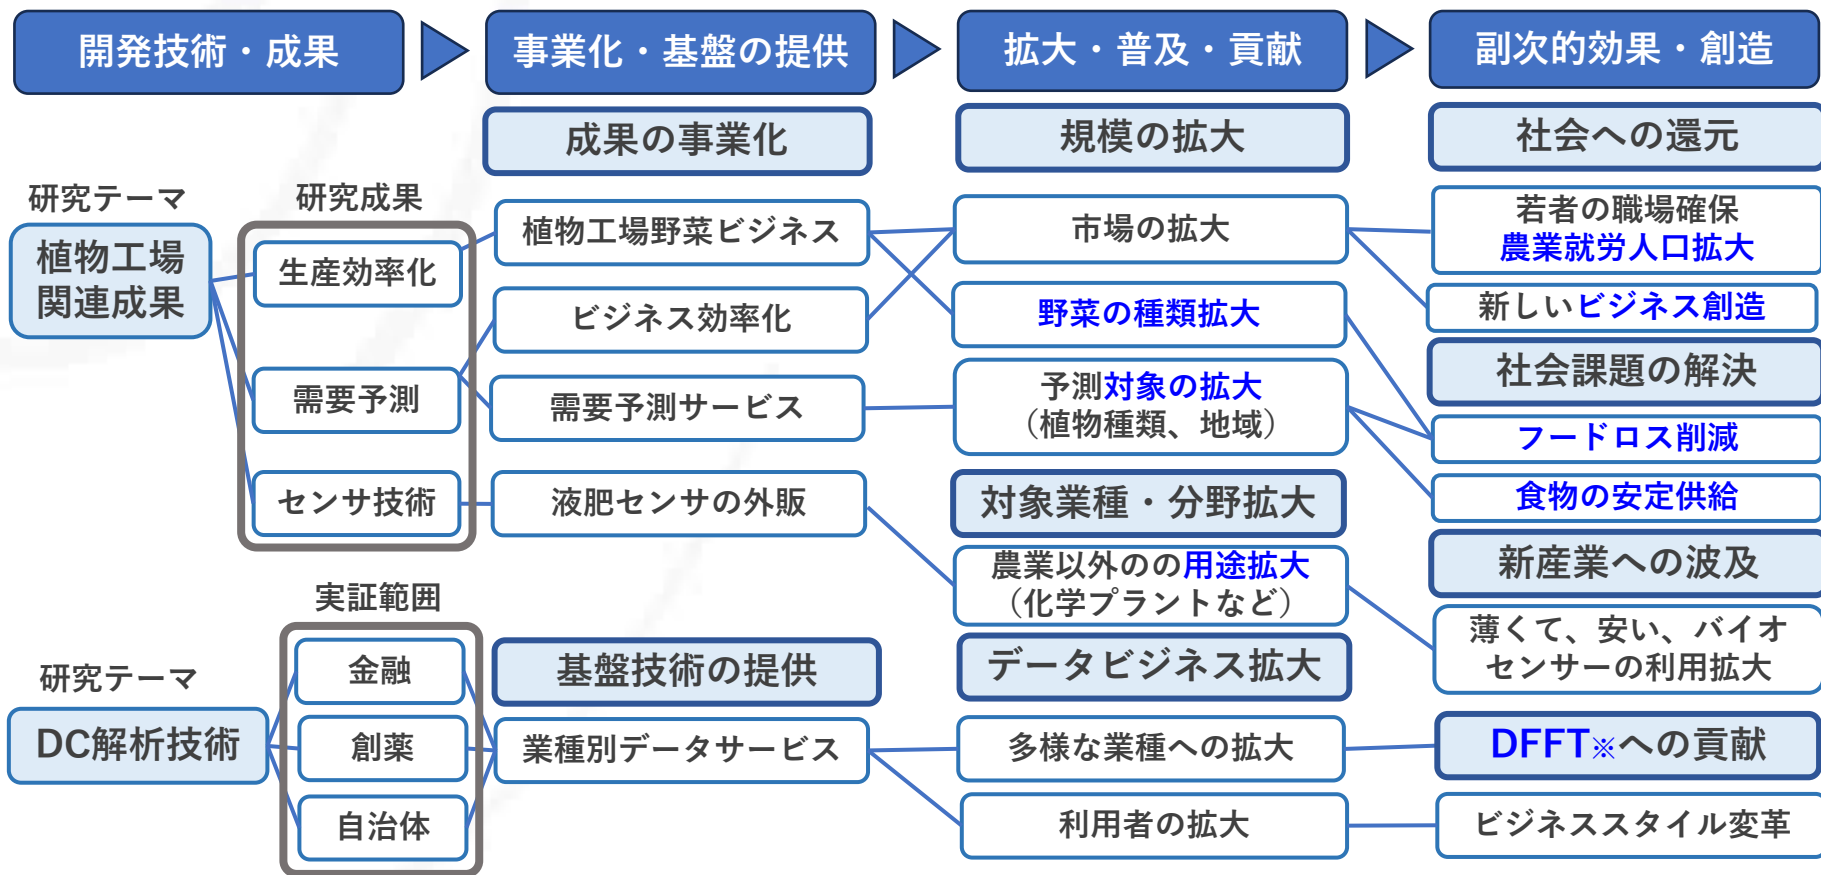 開発技術・成果
事業化・基盤の提供
拡大・普及・貢献
副次的効果・創造
成果の事業化
規模の拡大
社会への還元
研究テーマ
植物工場
関連成果
研究成果
生産効率化
需要予測
センサ技術
植物工場野菜ビジネス
ビジネス効率化
需要予測サービス
液肥センサの外販
市場の拡大
野菜の種類拡大
予測対象の拡大
（植物種類、地域）
対象業種・分野拡大
農業以外のの用途拡大
（化学プラントなど）
若者の職場確保
農業就労人口拡大
新しいビジネス創造
社会課題の解決
フードロス削減
食物の安定供給
新産業への波及
薄くて、安い、バイオ
センサーの利用拡大
研究テーマ
DC解析技術
実証範囲
金融
創薬
自治体
基盤技術の提供
業種別データサービス
データビジネス拡大
多様な業種への拡大
利用者の拡大
DFFT※への貢献
ビジネススタイル変革